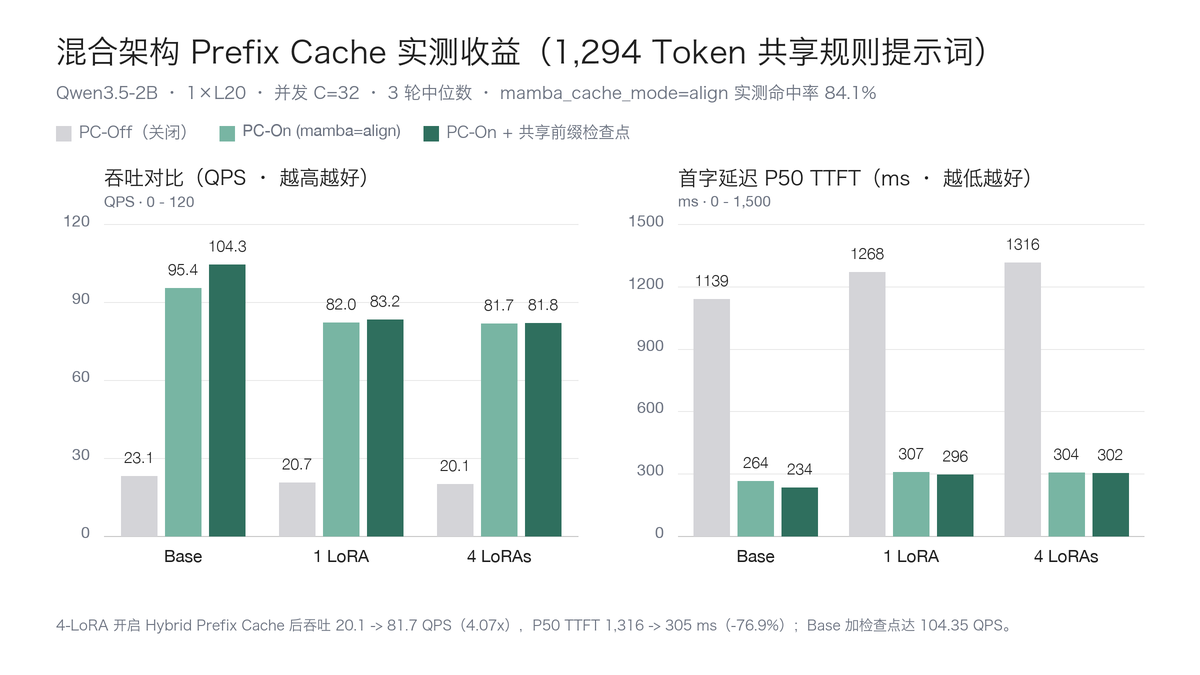 混合架构 Prefix Cache 实测收益（1,294 Token 共享规则提示词）
Qwen3.5-2B · 1×L20 · 并发 C=32 · 3 轮中位数 · mamba_cache_mode=align 实测命中率 84.1%
PC-Off（关闭） PC-On (mamba=align) PC-On + 共享前缀检查点
吞吐对比（QPS · 越高越好）
QPS · 0 - 120
120
90
60
30
0
23.1
95.4
104.3
20.7
82.0
83.2
20.1
81.7
81.8
Base
1 LoRA
4 LoRAs
首字延迟 P50 TTFT（ms · 越低越好）
ms · 0 - 1,500
1500
1200
900
600
300
0
1139
264
234
1268
307
296
1316
304
302
Base
1 LoRA
4 LoRAs
4-LoRA 开启 Hybrid Prefix Cache 后吞吐 20.1 -> 81.7 QPS（4.07x），P50 TTFT 1,316 -> 305 ms（-76.9%）；Base 加检查点达 104.35 QPS。